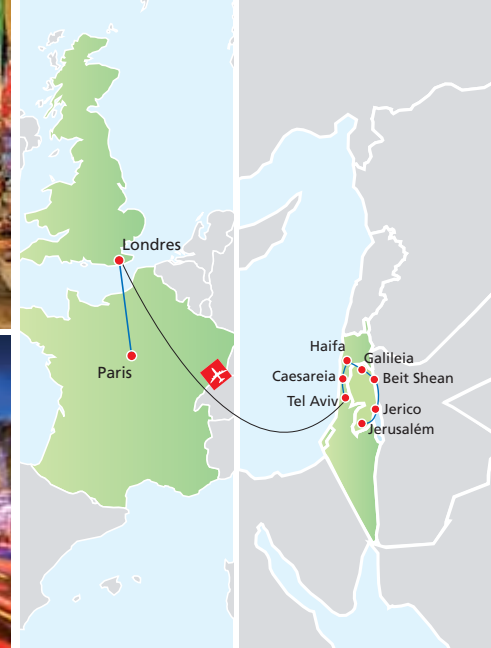 Londres
Paris
Haifa
Galileia
Caesareia
Beit Shean
Tel Aviv
Jerico
Jerusalém